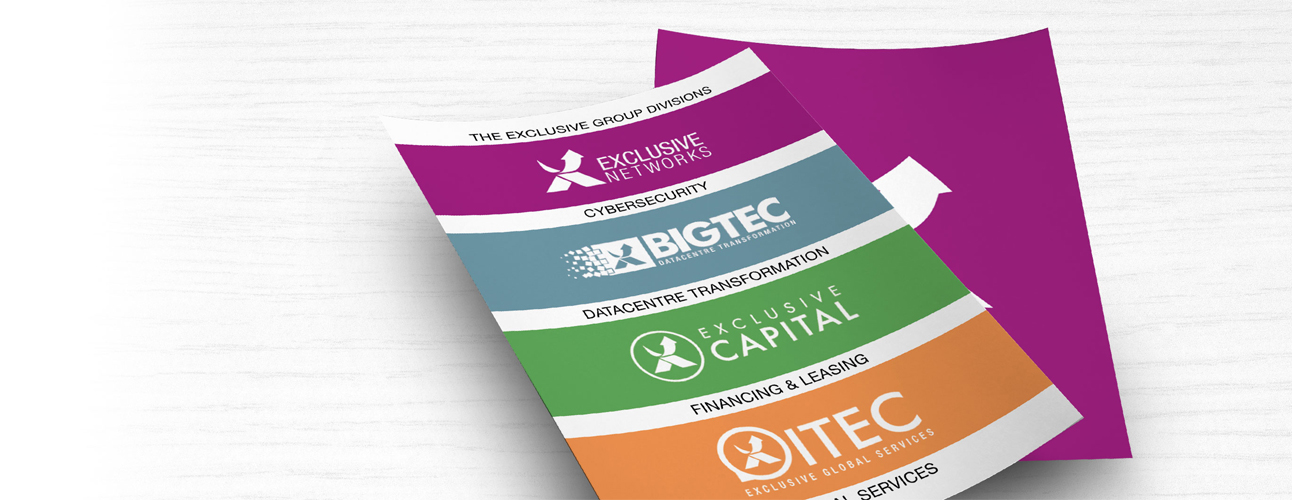 THE EXCLUSIVE GROUP DIVISIONS
EXCLUSIVE
NETWORKS
CYBERSECURITY
BIGTEC
DATACENTRE TRANSFORMATION
DATACENTRE TRANSFORMATION
EXCLUSIVE
CAPITAL
FINANCING & LEASING
ITEC
EXCLUSIVE GLOBAL SERVICES
SERVICES